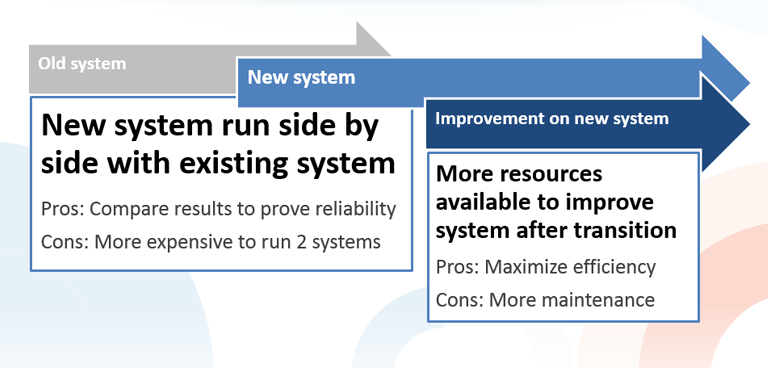 Old system
New system
New system run side by
side with existing system
Pros: Compare results to prove reliability
Cons: More expensive to run 2 systems
Improvement on new system
More resources
available to improve
system after transition
Pros: Maximize efficiency
Cons: More maintenance